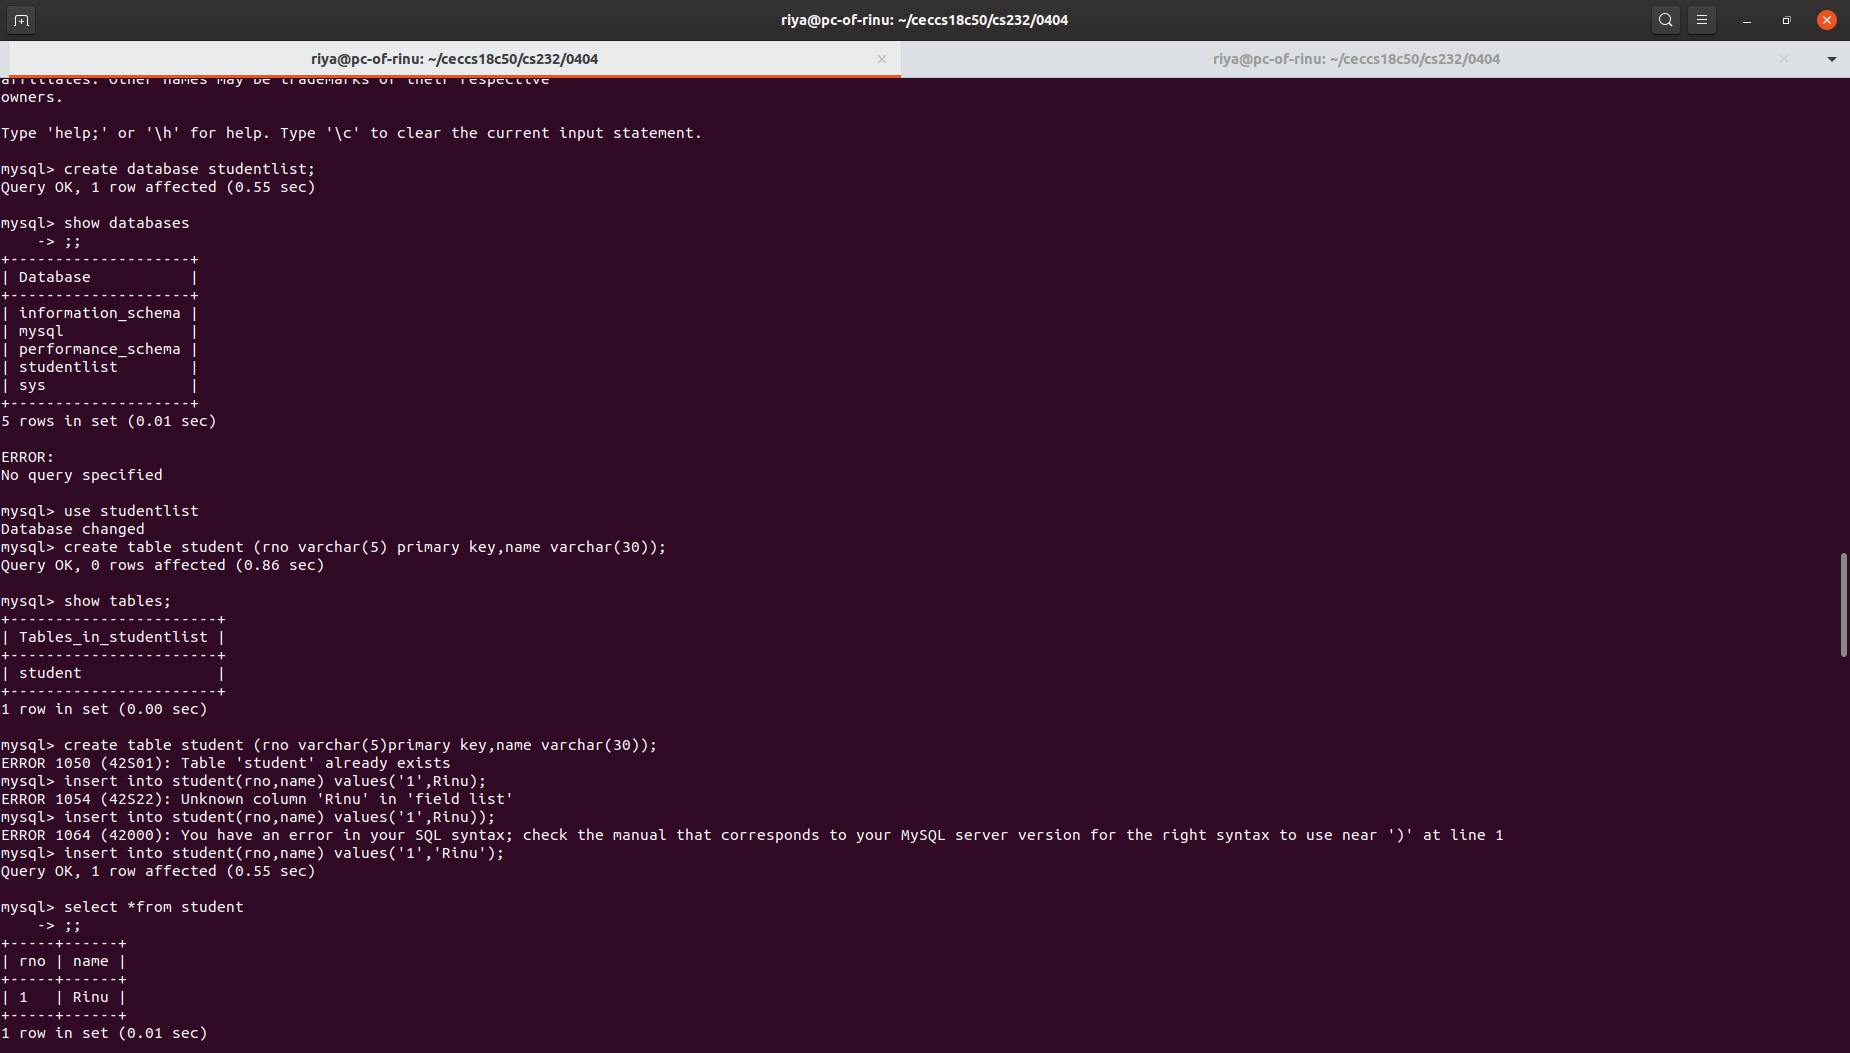 riya@pc-of-rinu: ~/ceccs18c50/cs232/0404
riya@pc-of-rinu: ~/ceccs18c50/cs232/0404
riya@pc-of-rinu: ~/ceccs18c50/cs232/0404
affiliates. Other names may be trademarks of their respective
owners.
Type 'help;' or '\h' for help. Type '\c' to clear the current input statement.
mysql> create database studentlist;
Query OK, 1 row affected (0.55 sec)
mysql> show databases
    -> ;;
+--------------------+
| Database           |
+--------------------+
| information_schema |
| mysql              |
| performance_schema |
| studentlist        |
| sys                |
+--------------------+
5 rows in set (0.01 sec)
ERROR:
No query specified
mysql> use studentlist
Database changed
mysql> create table student (rno varchar(5) primary key,name varchar(30));
Query OK, 0 rows affected (0.86 sec)
mysql> show tables;
+-----------------------+
| Tables_in_studentlist |
+-----------------------+
| student               |
+-----------------------+
1 row in set (0.00 sec)
mysql> create table student (rno varchar(5)primary key,name varchar(30));
ERROR 1050 (42S01): Table 'student' already exists
mysql> insert into student(rno,name) values('1',Rinu);
ERROR 1054 (42S22): Unknown column 'Rinu' in 'field list'
mysql> insert into student(rno,name) values('1',Rinu));
ERROR 1064 (42000): You have an error in your SQL syntax; check the manual that corresponds to your MySQL server version for the right syntax to use near ')' at line 1
mysql> insert into student(rno,name) values('1','Rinu');
Query OK, 1 row affected (0.55 sec)
mysql> select *from student
    -> ;;
+-----+------+
| rno | name |
+-----+------+
| 1   | Rinu |
+-----+------+
1 row in set (0.01 sec)